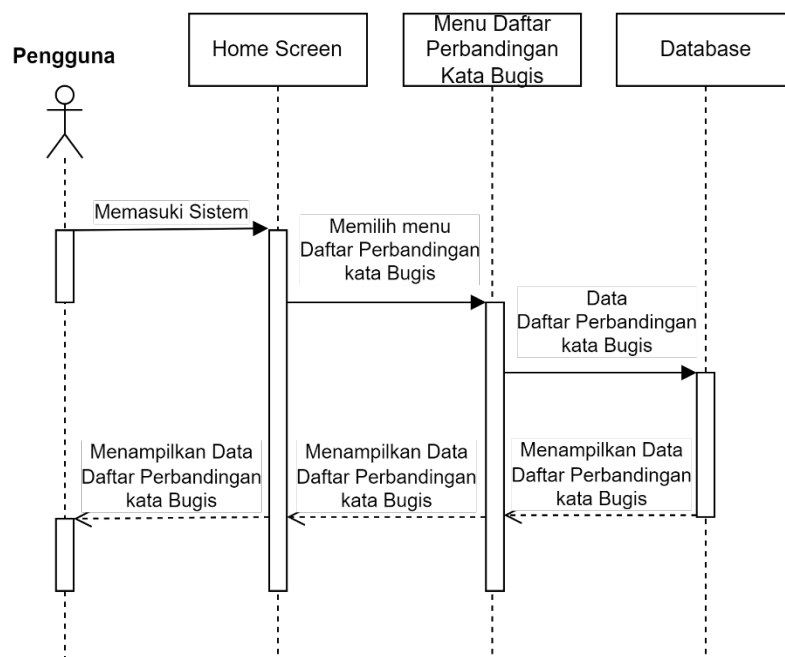 Pengguna
Home Screen
Menu Daftar
Perbandingan
Kata Bugis
Database
Memasuki Sistem
Memilih menu
Daftar Perbandingan
kata Bugis
Data
Daftar Perbandingan
kata Bugis
Menampilkan Data
Daftar Perbandingan
kata Bugis
Menampilkan Data
Daftar Perbandingan
kata Bugis
Menampilkan Data
Daftar Perbandingan
kata Bugis